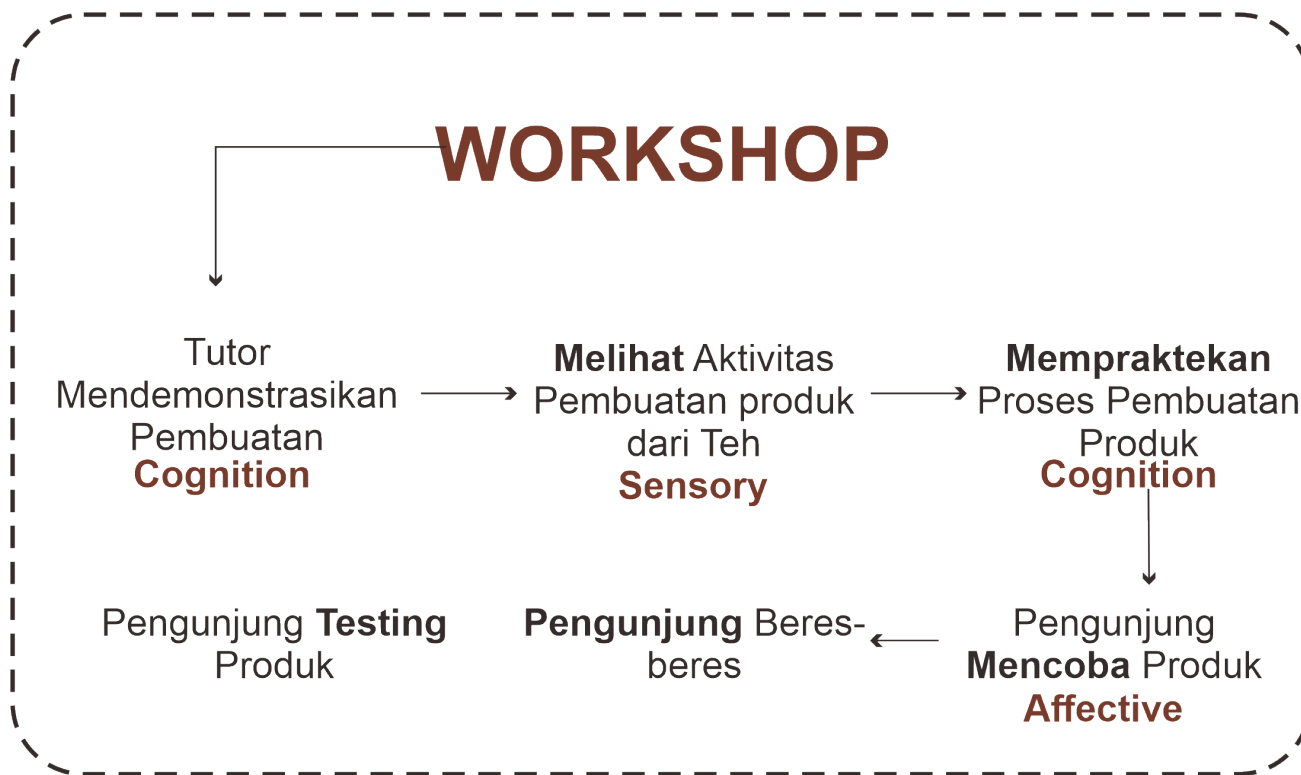 WORKSHOP
Tutor
Mendemonstrasikan
Pembuatan
Cognition
Melihat Aktivitas
Pembuatan produk
dari Teh
Sensory
Mempraktekan
Proses Pembuatan
Produk
Cognition
Pengunjung
Mencoba Produk
Affective
Pengunjung Beres-
beres
Pengunjung Testing
Produk